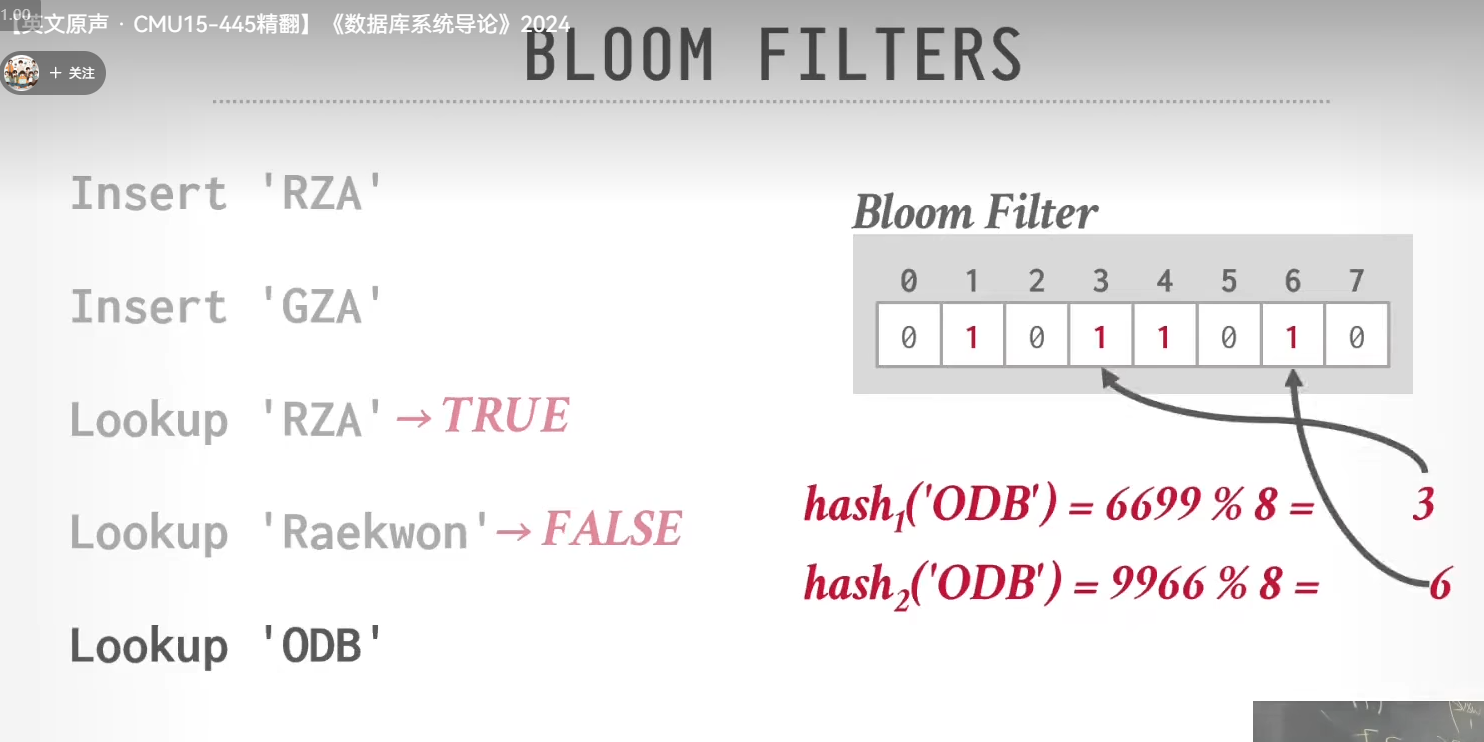 1.00
【英文原声 · CMU15-445精翻】《数据库系统导论》2024
+ 关注
BLOOM FILTERS
Insert 'RZA'
Insert 'GZA'
Lookup 'RZA' → TRUE
Lookup 'Raekwon' → FALSE
Lookup 'ODB'
Bloom Filter
0 1 2 3 4 5 6 7
0 1 0 1 1 0 1 0
hash₁('ODB') = 6699 % 8 = 3
hash₂('ODB') = 9966 % 8 = 6